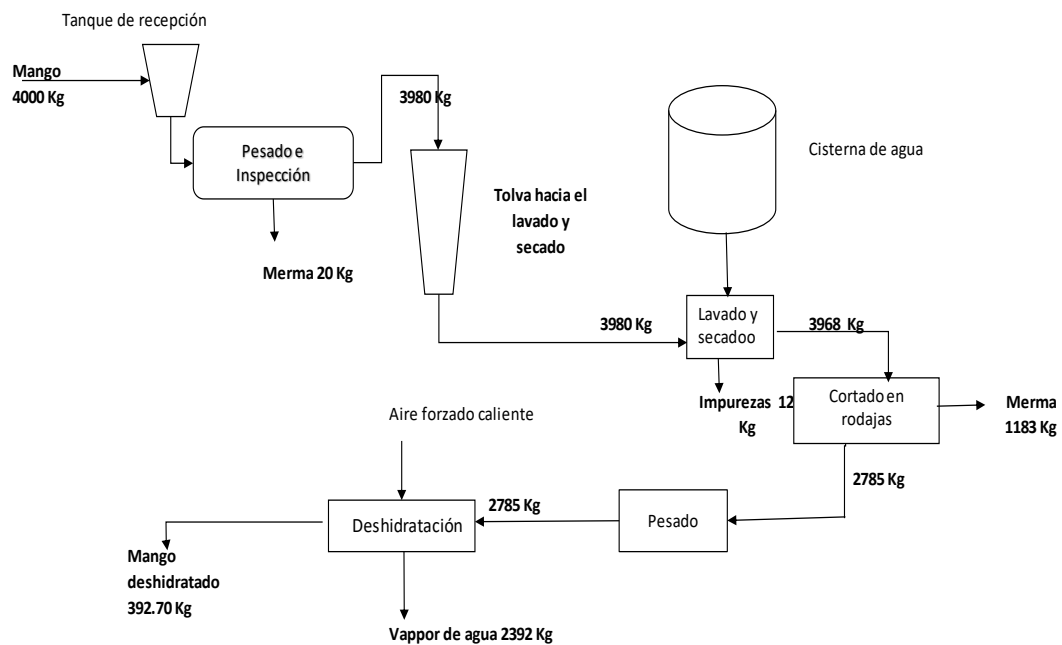 Tanque de recepción
Mango
4000 Kg
3980 Kg
Pesado e
Inspección
Merma 20 Kg
Tolva hacia el
lavado y
secado
Cisterna de agua
3980 Kg
Lavado y
secadoo
3968 Kg
Impurezas 12
Kg
Cortado en
rodajas
Merma
1183 Kg
2785 Kg
Pesado
2785 Kg
Aire forzado caliente
Deshidratación
Mango
deshidratado
392.70 Kg
Vappor de agua 2392 Kg